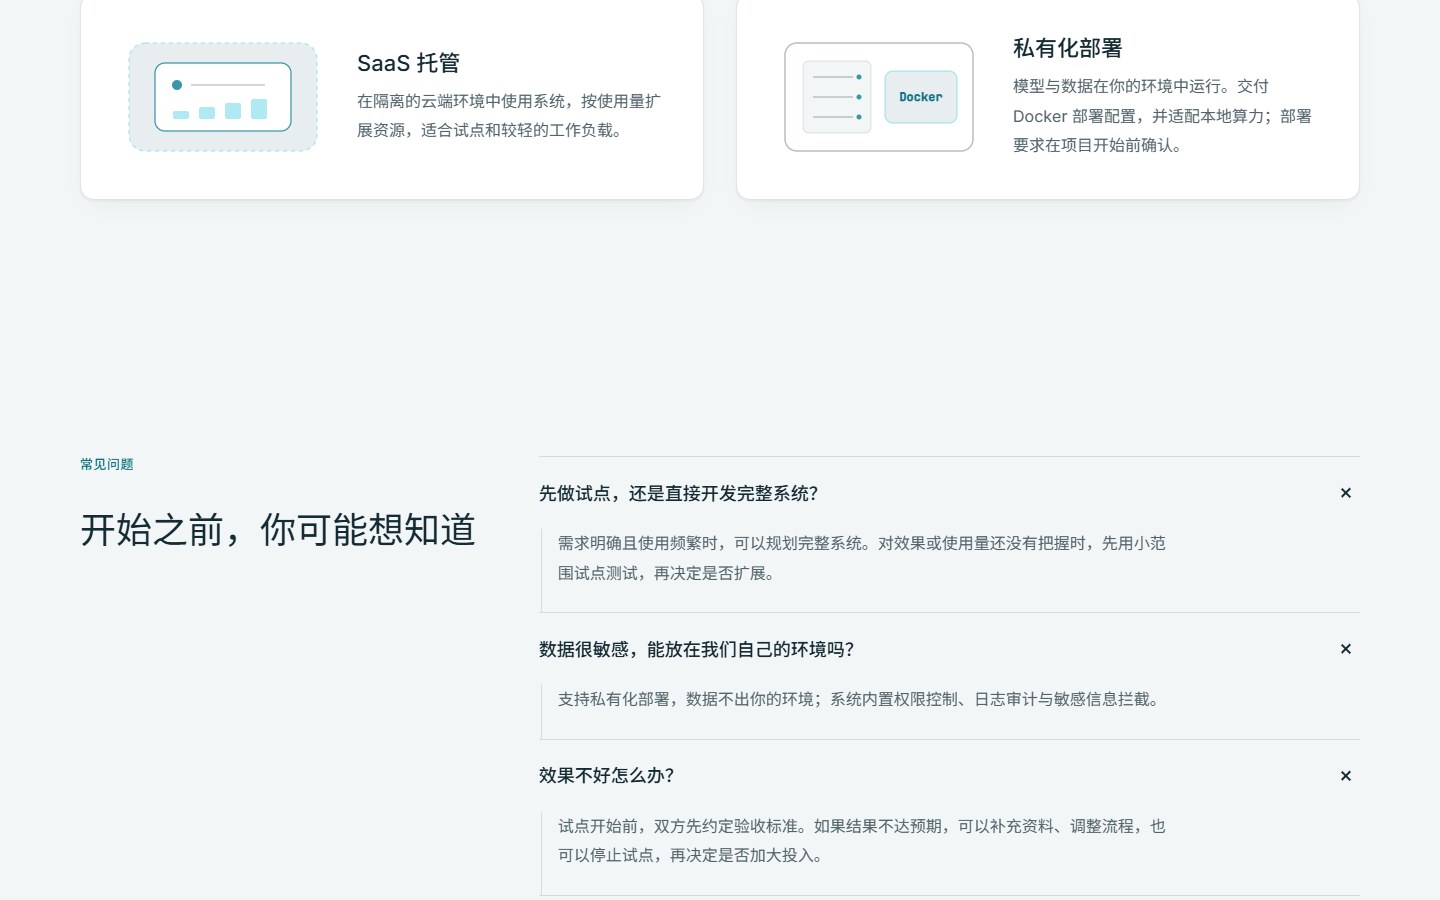 SaaS 托管
在隔离的云端环境中使用系统，按使用量扩
展资源，适合试点和较轻的工作负载。
Docker
私有化部署
模型与数据在你的环境中运行。交付
Docker 部署配置，并适配本地算力；部署
要求在项目开始前确认。
常见问题
开始之前，你可能想知道
先做试点，还是直接开发完整系统？
需求明确且使用频繁时，可以规划完整系统。对效果或使用量还没有把握时，先用小范
围试点测试，再决定是否扩展。
数据很敏感，能放在我们自己的环境吗？
支持私有化部署，数据不出你的环境；系统内置权限控制、日志审计与敏感信息拦截。
效果不好怎么办？
试点开始前，双方先约定验收标准。如果结果不达预期，可以补充资料、调整流程，也
可以停止试点，再决定是否加大投入。